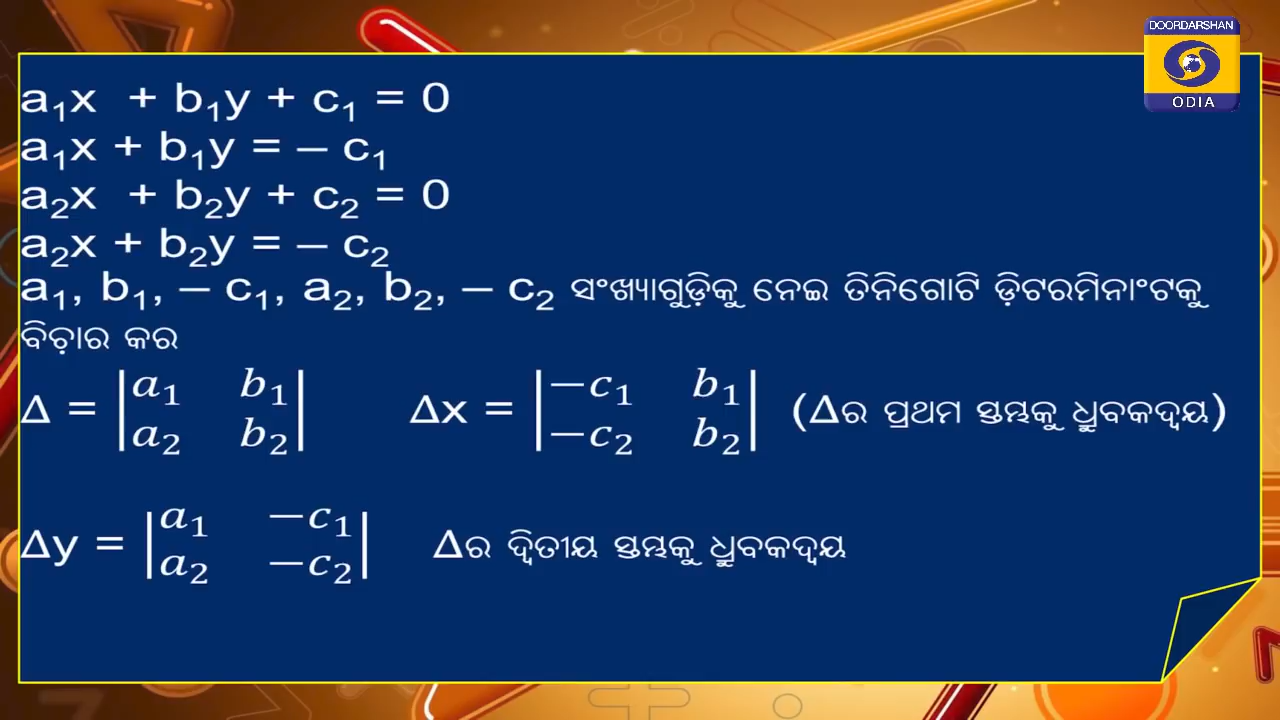 DOORDARSHAN
ODIA
a₁x + b₁y + c₁ = 0
a₁x + b₁y = – c₁
a₂x + b₂y + c₂ = 0
a₂x + b₂y = – c₂
a₁, b₁, – c₁, a₂, b₂, – c₂ ସଂଖ୍ୟାଗୁଡ଼ିକୁ ନେଇ ତିନିଗୋଟି ଡ଼ିଟରମିନାଂଟକୁ
ବିଚ଼ାର କର
Δ = |a₁ b₁| Δx = |−c₁ b₁| (Δର ପ୍ରଥମ ସ୍ତମ୍ଭକୁ ଧ୍ରୁବକଦ୍ୱୟ)
|a₂ b₂| |−c₂ b₂|
Δy = |a₁ −c₁| Δର ଦ୍ୱିତୀୟ ସ୍ତମ୍ଭକୁ ଧ୍ରୁବକଦ୍ୱୟ
|a₂ −c₂|